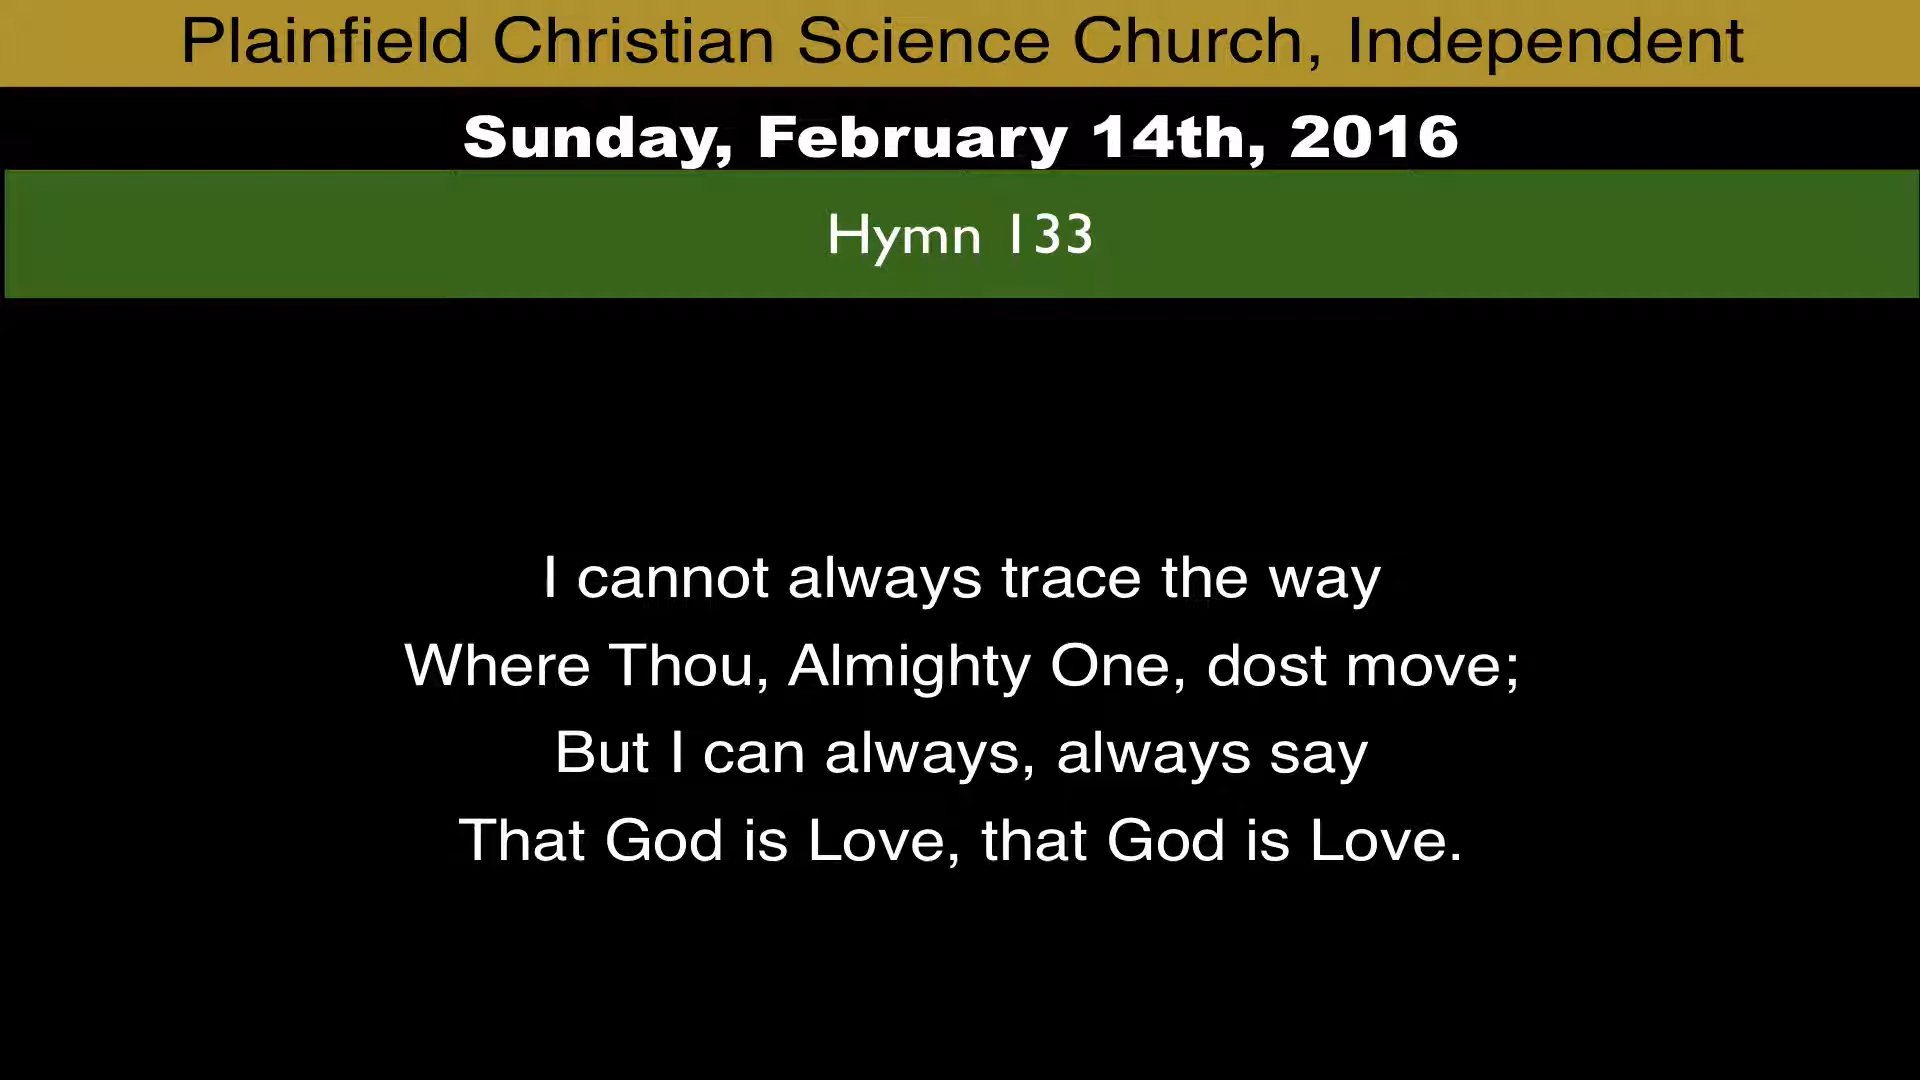 Plainfield Christian Science Church, Independent
Sunday, February 14th, 2016
Hymn 133
I cannot always trace the way
Where Thou, Almighty One, dost move;
But I can always, always say
That God is Love, that God is Love.